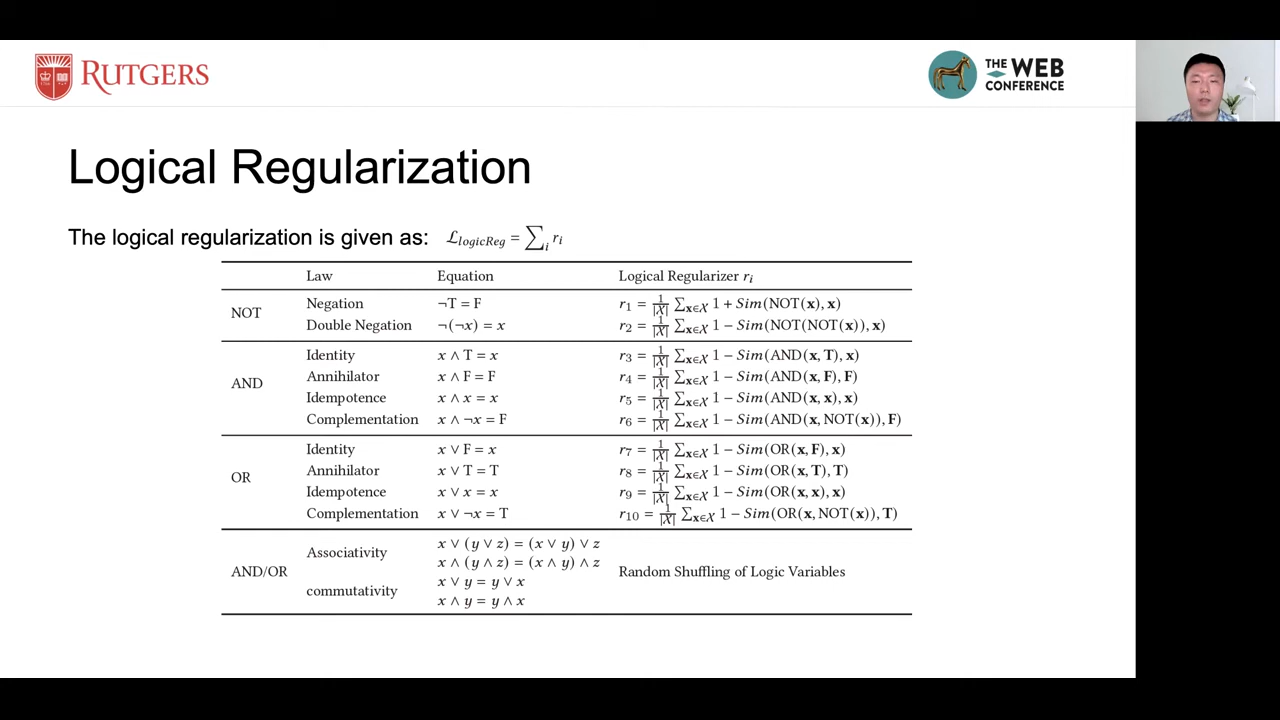 RUTGERS
THE WEB
CONFERENCE
Logical Regularization
The logical regularization is given as: ℒ_logicReg = ∑_i r_i
Law Equation Logical Regularizer r_i
NOT
Negation ¬T = F r_1 = 1/|X| ∑_{x∈X} 1 + Sim(NOT(x), x)
Double Negation ¬(¬x) = x r_2 = 1/|X| ∑_{x∈X} 1 − Sim(NOT(NOT(x)), x)
AND
Identity x ∧ T = x r_3 = 1/|X| ∑_{x∈X} 1 − Sim(AND(x, T), x)
Annihilator x ∧ F = F r_4 = 1/|X| ∑_{x∈X} 1 − Sim(AND(x, F), F)
Idempotence x ∧ x = x r_5 = 1/|X| ∑_{x∈X} 1 − Sim(AND(x, x), x)
Complementation x ∧ ¬x = F r_6 = 1/|X| ∑_{x∈X} 1 − Sim(AND(x, NOT(x)), F)
OR
Identity x ∨ F = x r_7 = 1/|X| ∑_{x∈X} 1 − Sim(OR(x, F), x)
Annihilator x ∨ T = T r_8 = 1/|X| ∑_{x∈X} 1 − Sim(OR(x, T), T)
Idempotence x ∨ x = x r_9 = 1/|X| ∑_{x∈X} 1 − Sim(OR(x, x), x)
Complementation x ∨ ¬x = T r_10 = 1/|X| ∑_{x∈X} 1 − Sim(OR(x, NOT(x)), T)
AND/OR
Associativity x ∨ (y ∨ z) = (x ∨ y) ∨ z
x ∧ (y ∧ z) = (x ∧ y) ∧ z
Random Shuffling of Logic Variables
commutativity x ∨ y = y ∨ x
x ∧ y = y ∧ x